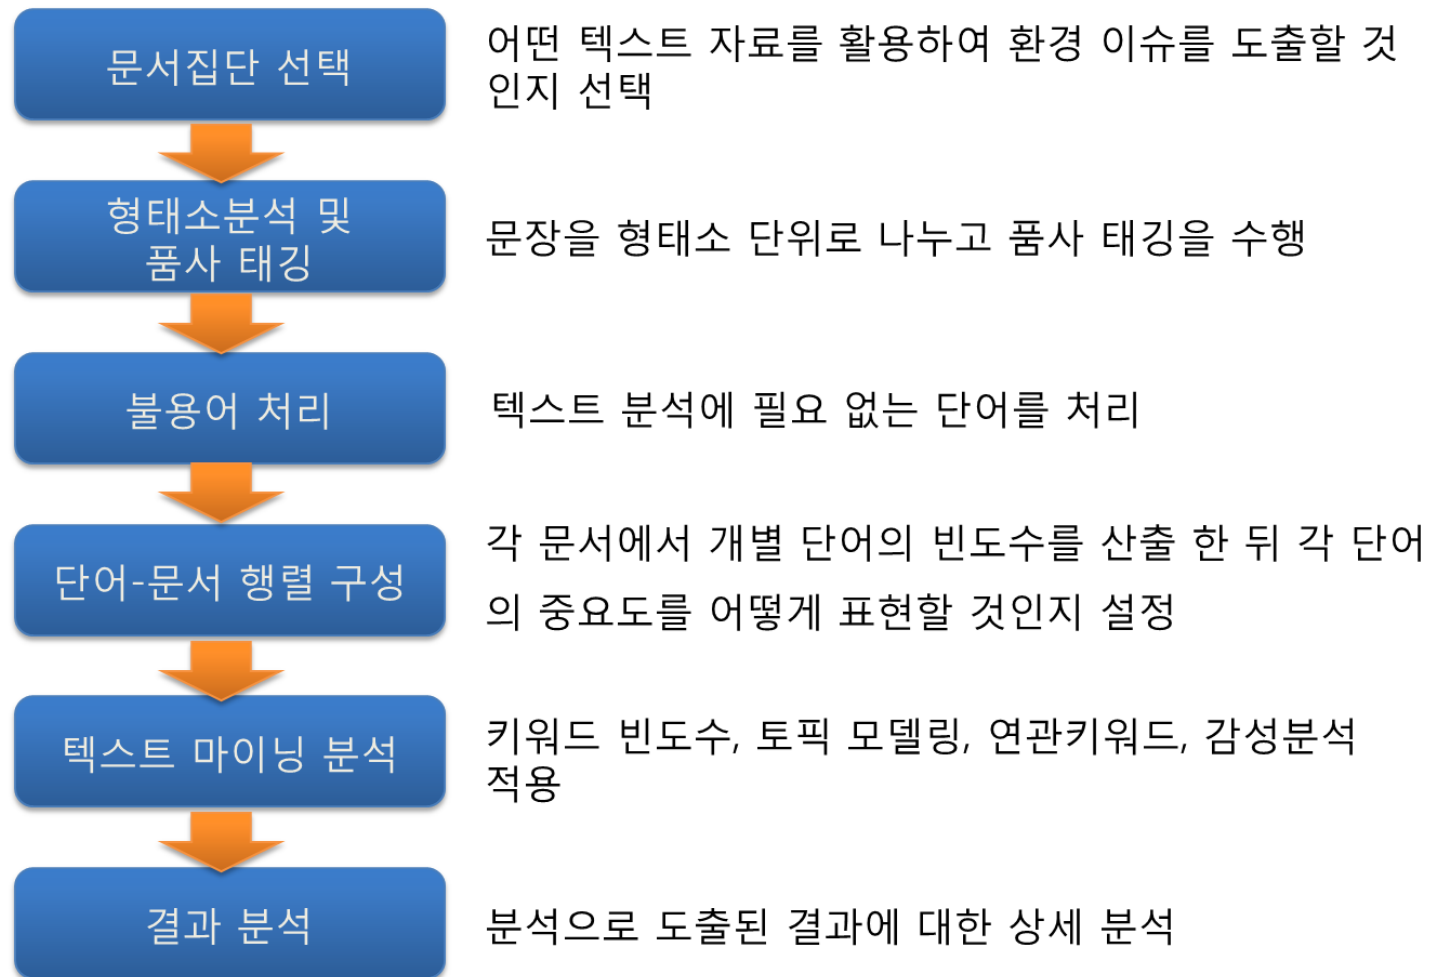 문서집단 선택
어떤 텍스트 자료를 활용하여 환경 이슈를 도출할 것
인지 선택
형태소분석 및
품사 태깅
문장을 형태소 단위로 나누고 품사 태깅을 수행
불용어 처리
텍스트 분석에 필요 없는 단어를 처리
단어-문서 행렬 구성
각 문서에서 개별 단어의 빈도수를 산출 한 뒤 각 단어
의 중요도를 어떻게 표현할 것인지 설정
텍스트 마이닝 분석
키워드 빈도수, 토픽 모델링, 연관키워드, 감성분석
적용
결과 분석
분석으로 도출된 결과에 대한 상세 분석